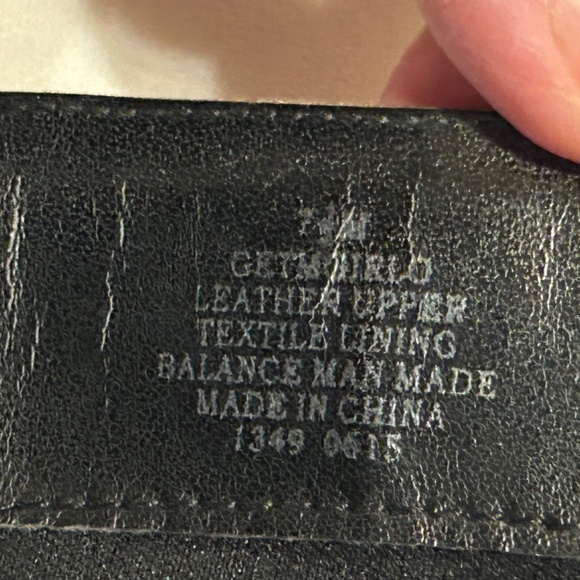 LEATHER UPPER
TEXTILE LINING
BALANCE MAN MADE
MADE IN CHINA
1349 0615